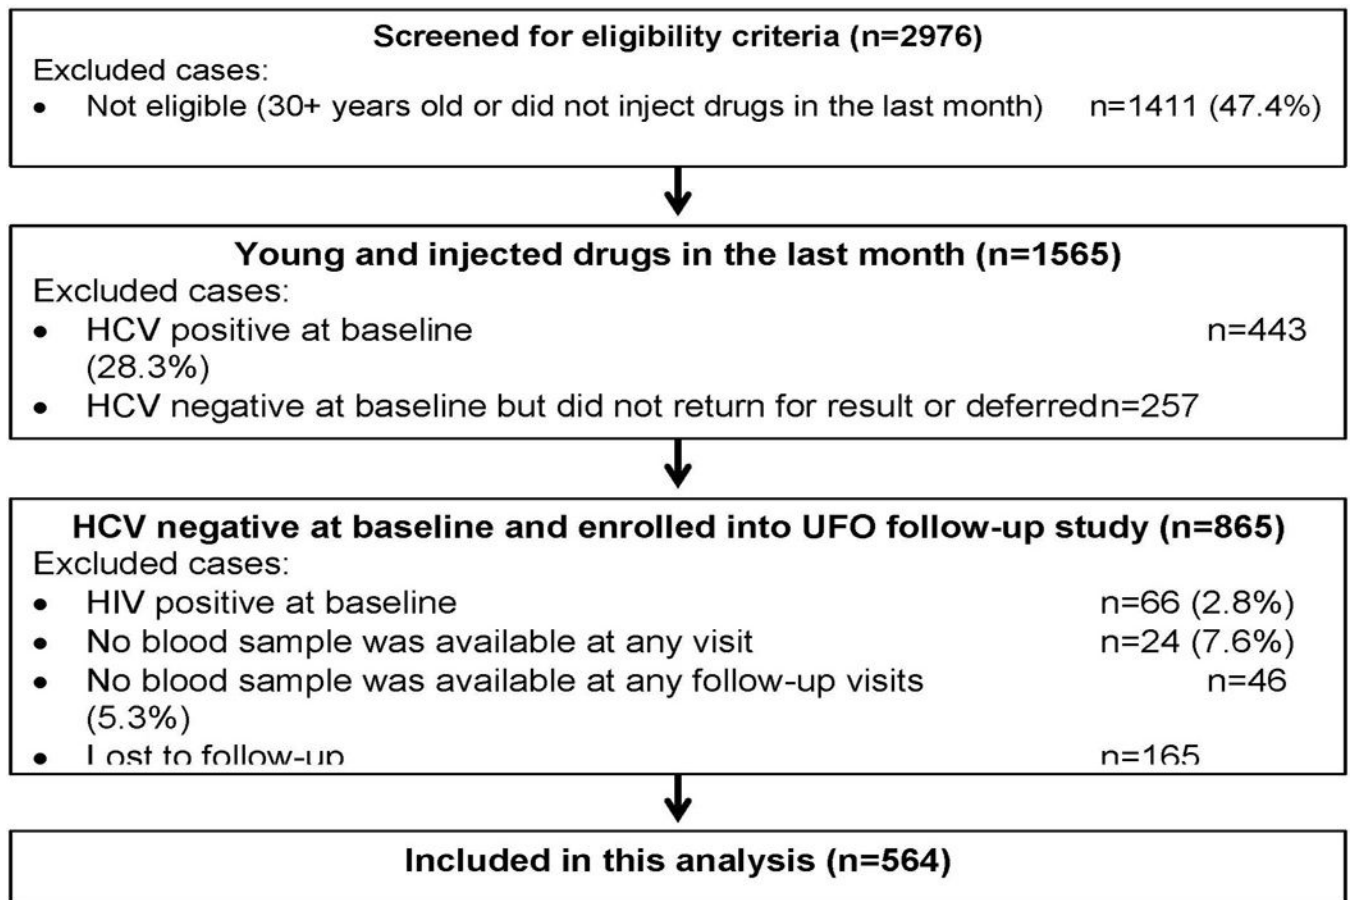 Screened for eligibility criteria (n=2976)
Excluded cases:
• Not eligible (30+ years old or did not inject drugs in the last month) n=1411 (47.4%)
Young and injected drugs in the last month (n=1565)
Excluded cases:
• HCV positive at baseline n=443
(28.3%)
• HCV negative at baseline but did not return for result or deferredn=257
HCV negative at baseline and enrolled into UFO follow-up study (n=865)
Excluded cases:
• HIV positive at baseline n=66 (2.8%)
• No blood sample was available at any visit n=24 (7.6%)
• No blood sample was available at any follow-up visits n=46
(5.3%)
• Lost to follow-up n=165
Included in this analysis (n=564)